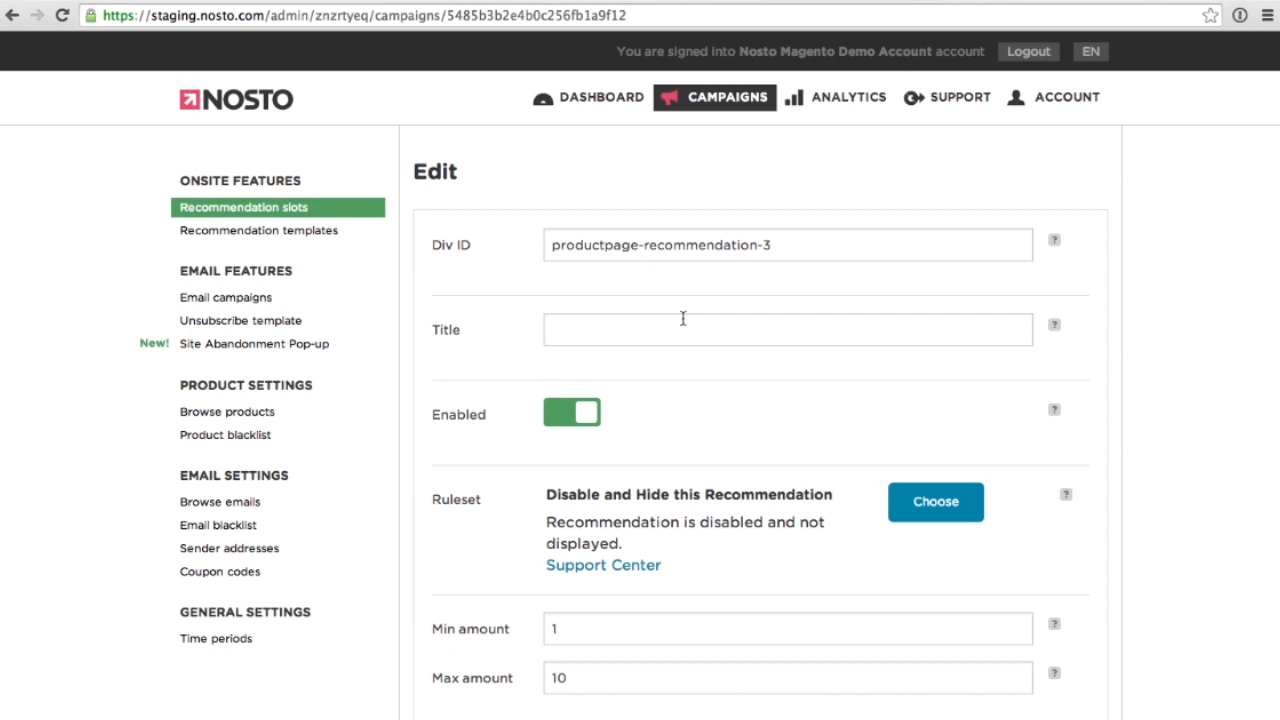 https://staging.nosto.com/admin/znzrtyeq/campaigns/5485b3b2e4b0c256fb1a9f12
You are signed into Nosto Magento Demo Account account
Logout
EN
NOSTO
DASHBOARD
CAMPAIGNS
ANALYTICS
SUPPORT
ACCOUNT
ONSITE FEATURES
Recommendation slots
Recommendation templates
EMAIL FEATURES
Email campaigns
Unsubscribe template
New! Site Abandonment Pop-up
PRODUCT SETTINGS
Browse products
Product blacklist
EMAIL SETTINGS
Browse emails
Email blacklist
Sender addresses
Coupon codes
GENERAL SETTINGS
Time periods
Edit
Div ID
productpage-recommendation-3
?
Title
?
Enabled
?
Ruleset
Disable and Hide this Recommendation
Recommendation is disabled and not
displayed.
Support Center
Choose
?
Min amount
1
?
Max amount
10
?